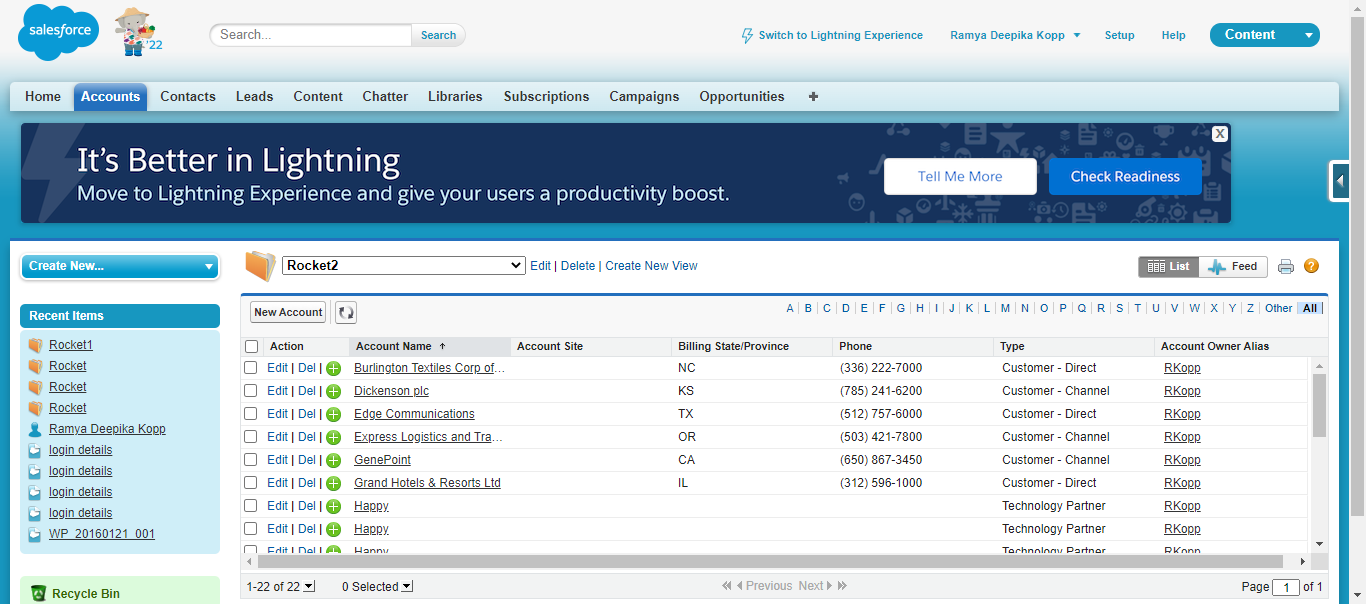 salesforce
'22
Search...
Search
Switch to Lightning Experience
Ramya Deepika Kopp
Setup
Help
Content
Home Accounts Contacts Leads Content Chatter Libraries Subscriptions Campaigns Opportunities +
It's Better in Lightning
Move to Lightning Experience and give your users a productivity boost.
Tell Me More
Check Readiness
X
Create New...
Recent Items
Rocket1
Rocket
Rocket
Rocket
Ramya Deepika Kopp
login details
login details
login details
login details
WP_20160121_001
Recycle Bin
Rocket2
Edit | Delete | Create New View
List
Feed
?
New Account
A B C D E F G H I J K L M N O P Q R S T U V W X Y Z Other All
Action Account Name Account Site Billing State/Province Phone Type Account Owner Alias
Edit | Del | Burlington Textiles Corp of... NC (336) 222-7000 Customer - Direct RKopp
Edit | Del | Dickenson plc KS (785) 241-6200 Customer - Channel RKopp
Edit | Del | Edge Communications TX (512) 757-6000 Customer - Direct RKopp
Edit | Del | Express Logistics and Tra... OR (503) 421-7800 Customer - Channel RKopp
Edit | Del | GenePoint CA (650) 867-3450 Customer - Channel RKopp
Edit | Del | Grand Hotels & Resorts Ltd IL (312) 596-1000 Customer - Direct RKopp
Edit | Del | Happy Technology Partner RKopp
Edit | Del | Happy Technology Partner RKopp
Edit | Del | Happy Technology Partner RKopp
1-22 of 22 0 Selected Previous Next Page 1 of 1